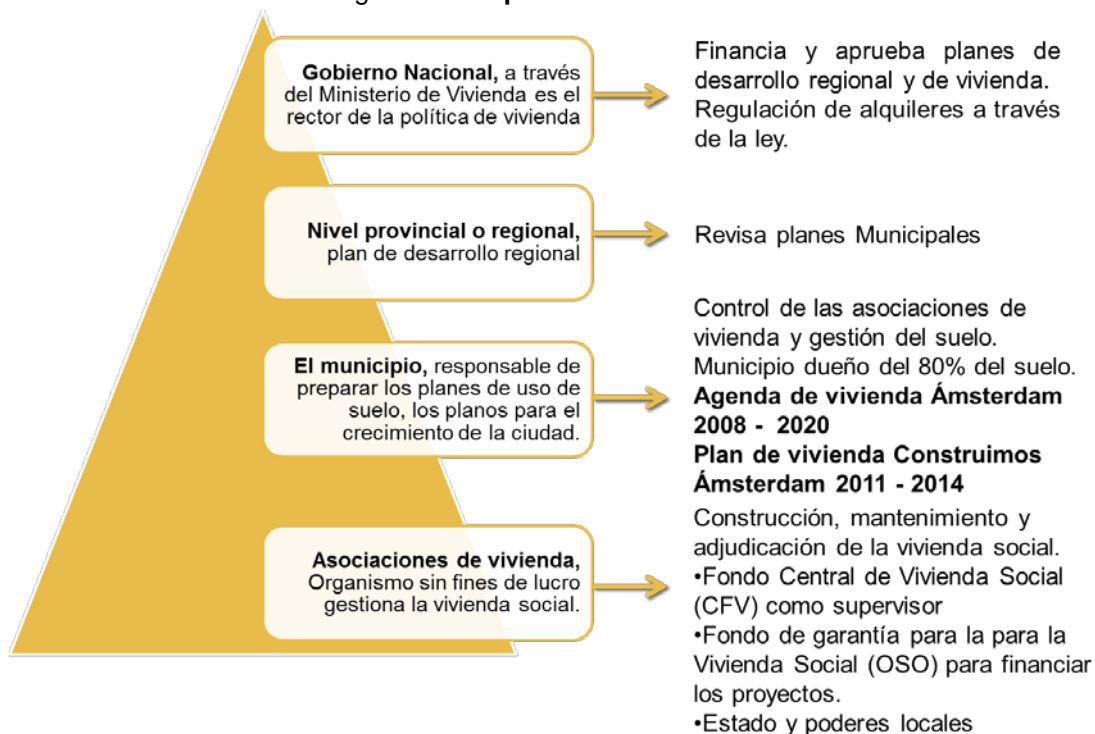 Gobierno Nacional, a través
del Ministerio de Vivienda es el
rector de la política de vivienda
Financia y aprueba planes de
desarrollo regional y de vivienda.
Regulación de alquileres a través
de la ley.
Nivel provincial o regional,
plan de desarrollo regional
Revisa planes Municipales
El municipio, responsable de
preparar los planes de uso de
suelo, los planos para el
crecimiento de la ciudad.
Control de las asociaciones de
vivienda y gestión del suelo.
Municipio dueño del 80% del suelo.
Agenda de vivienda Ámsterdam
2008 - 2020
Plan de vivienda Construimos
Ámsterdam 2011 - 2014
Asociaciones de vivienda,
Organismo sin fines de lucro
gestiona la vivienda social.
Construcción, mantenimiento y
adjudicación de la vivienda social.
•Fondo Central de Vivienda Social
(CFV) como supervisor
•Fondo de garantía para la para la
Vivienda Social (OSO) para financiar
los proyectos.
•Estado y poderes locales